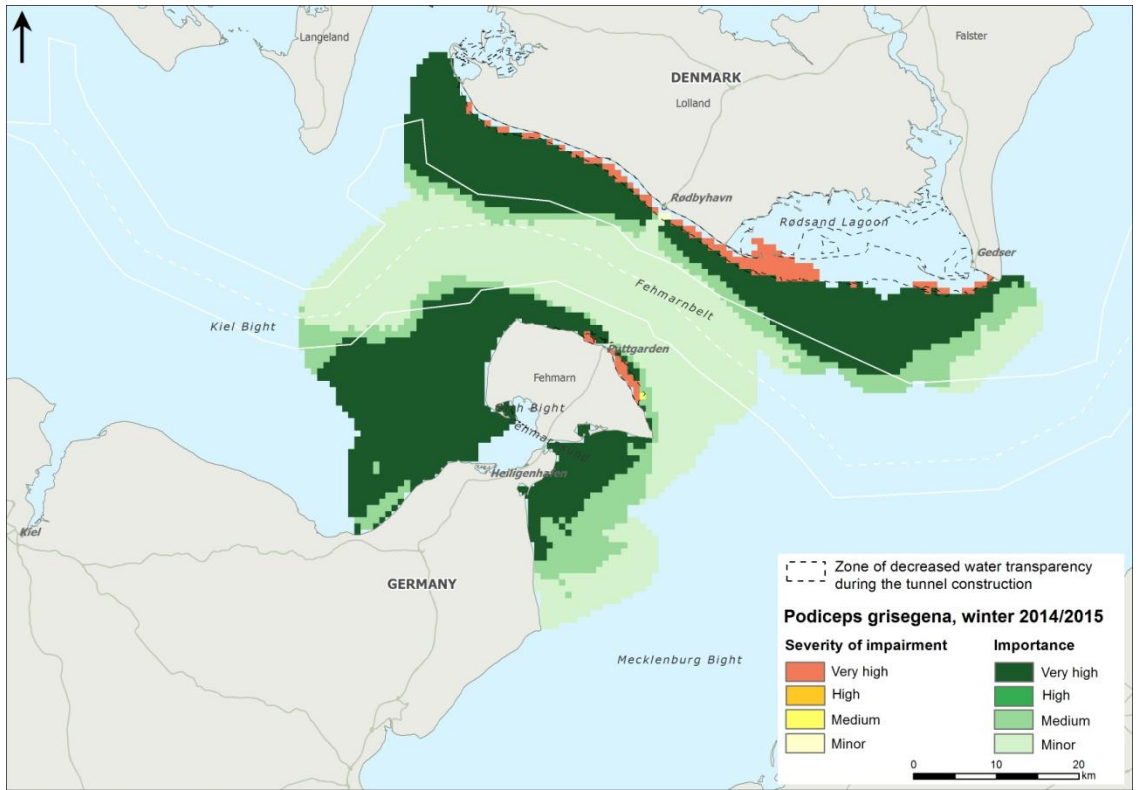 Langeland
Falster
DENMARK
Lolland
Rødbyhavn
Rødsand Lagoon
Gedser
Fehmarnbelt
Kiel Bight
Puttgarden
Fehmarn
Bight
Heiligenhafen
Kiel
GERMANY
Mecklenburg Bight
Zone of decreased water transparency
during the tunnel construction
Podiceps grisegena, winter 2014/2015
Severity of impairment Importance
Very high Very high
High High
Medium Medium
Minor Minor
0 10 20
km